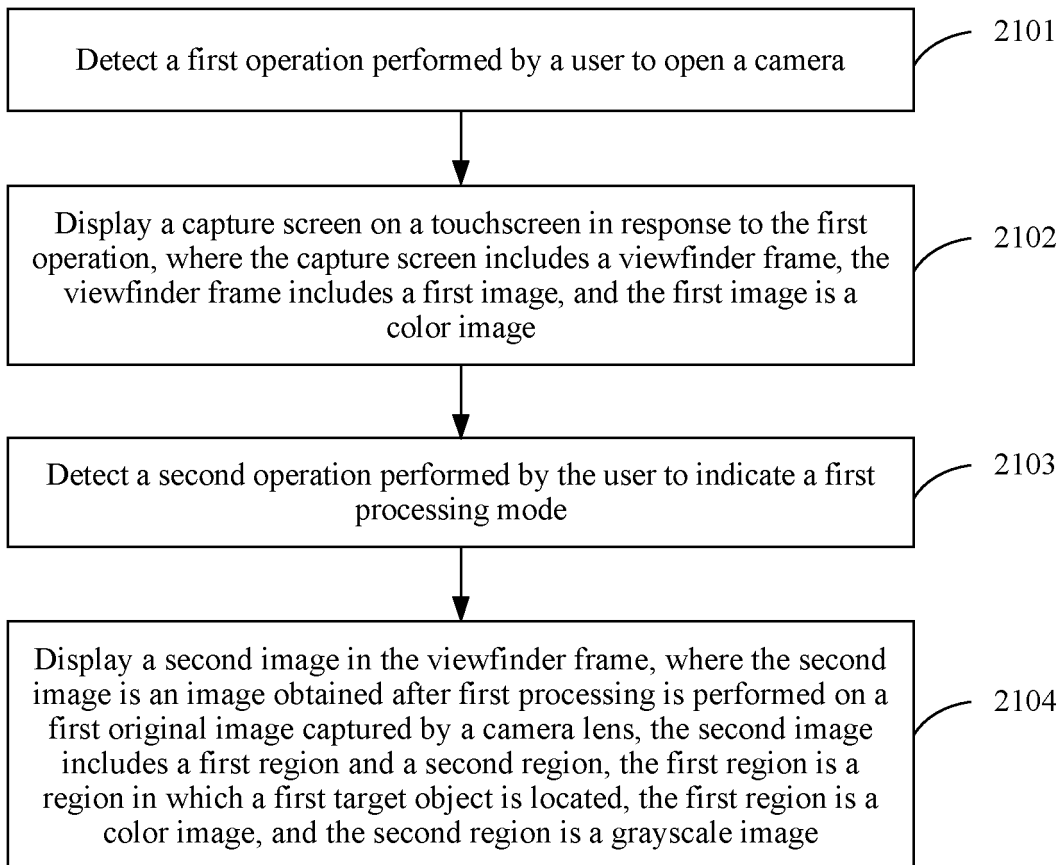 Detect a first operation performed by a user to open a camera
2101
Display a capture screen on a touchscreen in response to the first
operation, where the capture screen includes a viewfinder frame, the
viewfinder frame includes a first image, and the first image is a
color image
2102
Detect a second operation performed by the user to indicate a first
processing mode
2103
Display a second image in the viewfinder frame, where the second
image is an image obtained after first processing is performed on a
first original image captured by a camera lens, the second image
includes a first region and a second region, the first region is a
region in which a first target object is located, the first region is a
color image, and the second region is a grayscale image
2104